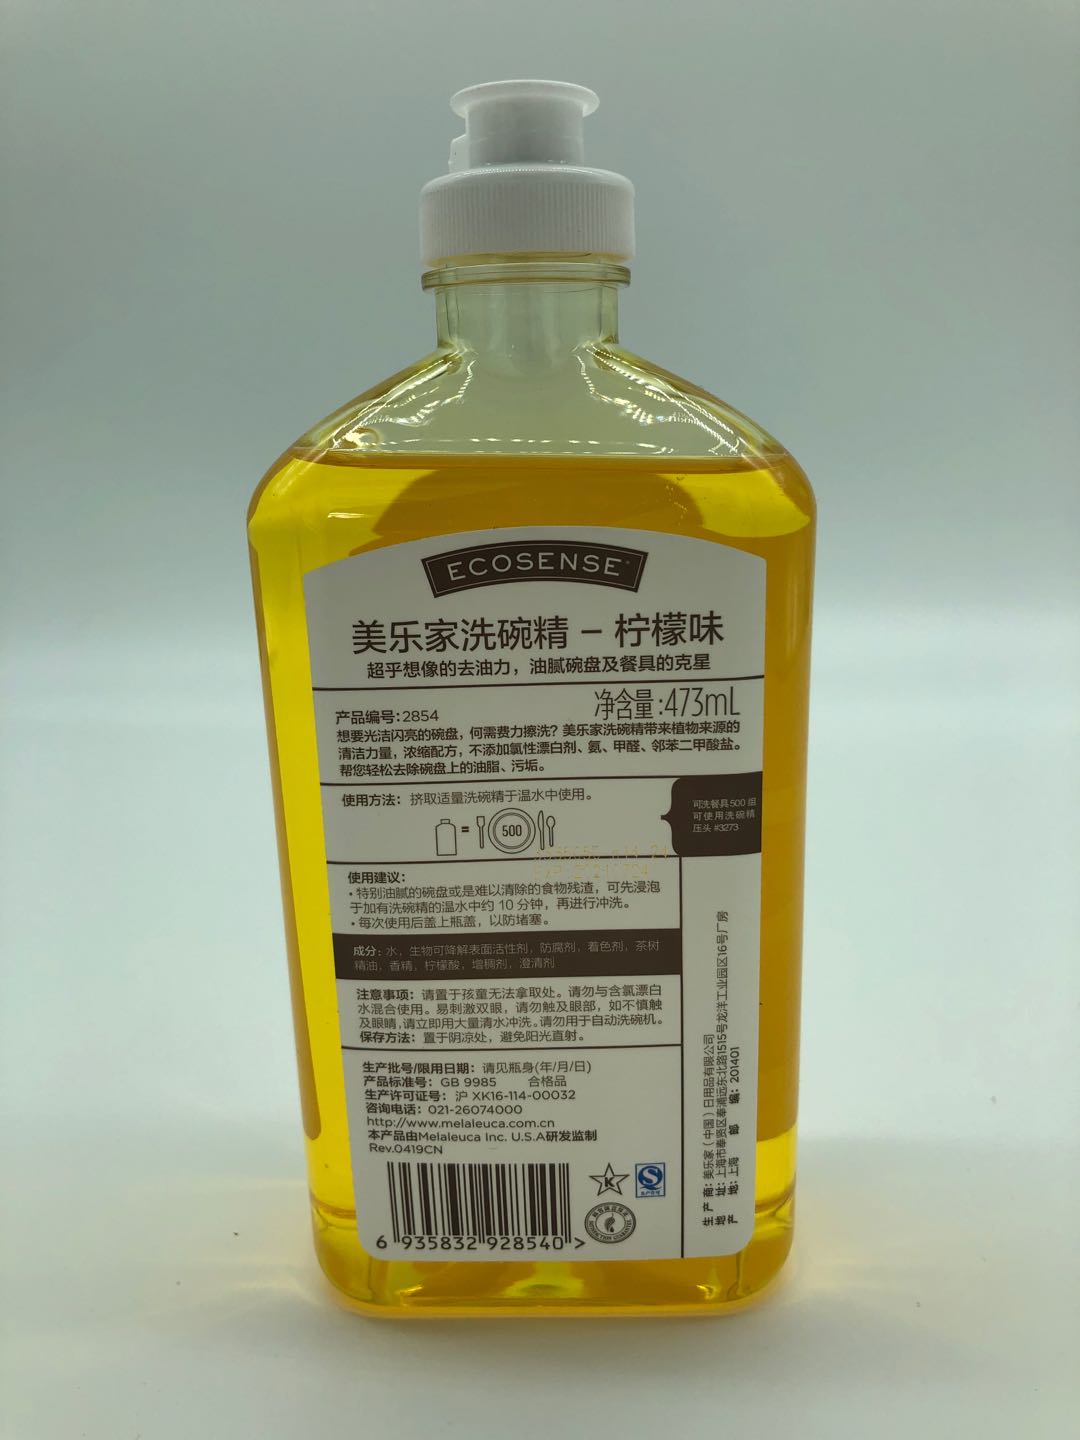 ECOSENSE
美乐家洗碗精 – 柠檬味
超乎想像的去油力，油腻碗盘及餐具的克星
净含量:473mL
产品编号:2854
想要光洁闪亮的碗盘，何需费力擦洗？美乐家洗碗精带来植物来源的
清洁力量，浓缩配方，不添加氯性漂白剂、氨、甲醛、邻苯二甲酸盐。
帮您轻松去除碗盘上的油脂、污垢。
使用方法：挤取适量洗碗精于温水中使用。
= 500
可洗餐具500 组
可使用洗碗精
压头 #3273
使用建议：
· 特别油腻的碗盘或是难以清除的食物残渣，可先浸泡
于加有洗碗精的温水中约 10 分钟，再进行冲洗。
· 每次使用后盖上瓶盖，以防堵塞。
成分：水，生物可降解表面活性剂，防腐剂，着色剂，茶树
精油，香精，柠檬酸，增稠剂，澄清剂
注意事项：请置于孩童无法拿取处。请勿与含氯漂白
水混合使用。易刺激双眼，请勿触及眼部，如不慎触
及眼睛,请立即用大量清水冲洗。请勿用于自动洗碗机。
保存方法：置于阴凉处，避免阳光直射。
生产批号/限用日期：请见瓶身(年/月/日)
产品标准号：GB 9985 合格品
生产许可证号：沪 XK16-114-00032
咨询电话：021-26074000
http://www.melaleuca.com.cn
本产品由Melaleuca Inc. U.S.A研发监制
Rev.0419CN
K
6 935832 928540 >
生 产 商：美乐家（中国）日用品有限公司
地 址：上海市奉贤区奉浦远东北路1515号龙洋工业园区16号厂房
产 地：上海 邮 编：201401